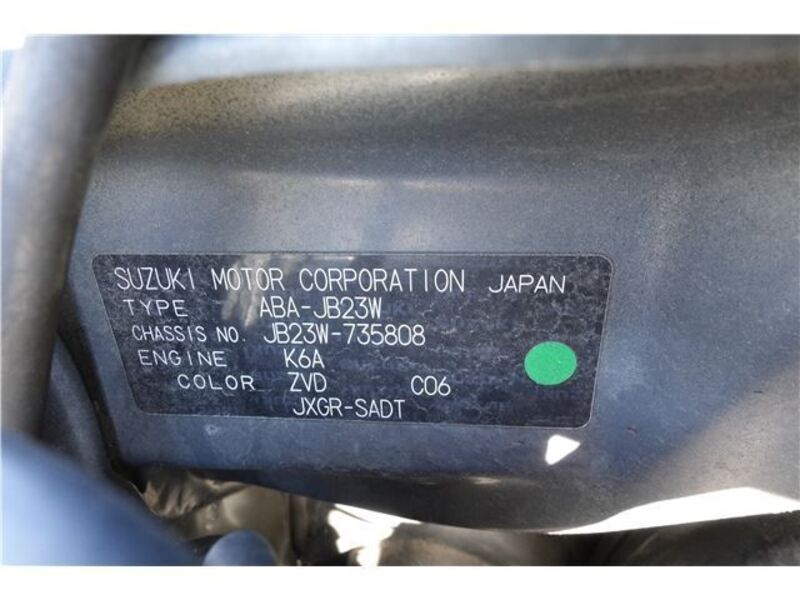 SUZUKI MOTOR CORPORATION JAPAN
TYPE ABA-JB23W
CHASSIS NO. JB23W-735808
ENGINE K6A
COLOR ZVD C06
JXGR-SADT